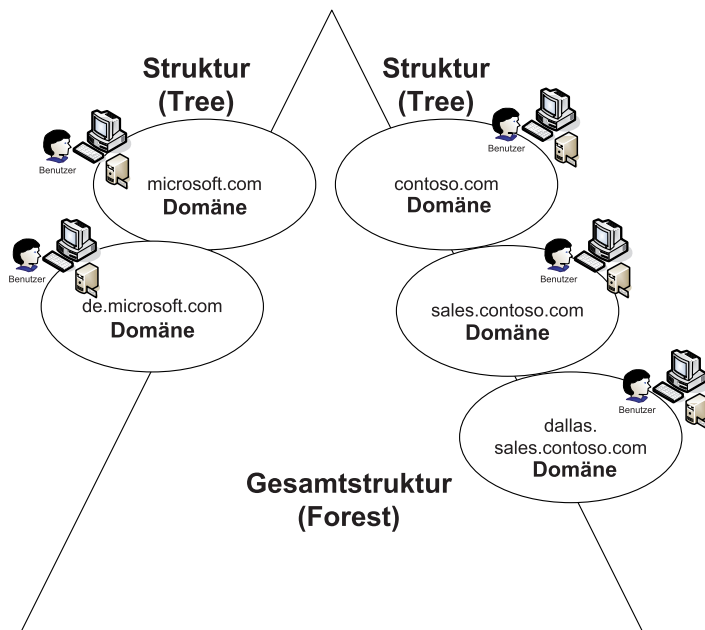 Struktur
(Tree)
Struktur
(Tree)
Benutzer
microsoft.com
Domäne
Benutzer
contoso.com
Domäne
Benutzer
de.microsoft.com
Domäne
Benutzer
sales.contoso.com
Domäne
Benutzer
dallas.
sales.contoso.com
Domäne
Gesamtstruktur
(Forest)